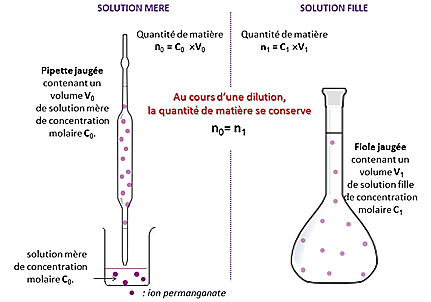 SOLUTION MERE
SOLUTION FILLE
Quantité de matière
n₀ = C₀ ×V₀
Quantité de matière
n₁ = C₁ ×V₁
Pipette jaugée
contenant un
volume V₀
de solution mère
de concentration
molaire C₀.
Au cours d'une dilution,
la quantité de matière se conserve
n₀= n₁
Fiole jaugée
contenant un
volume V₁
de solution fille
de concentration
molaire C₁
solution mère
de concentration
molaire C₀.
: ion permanganate